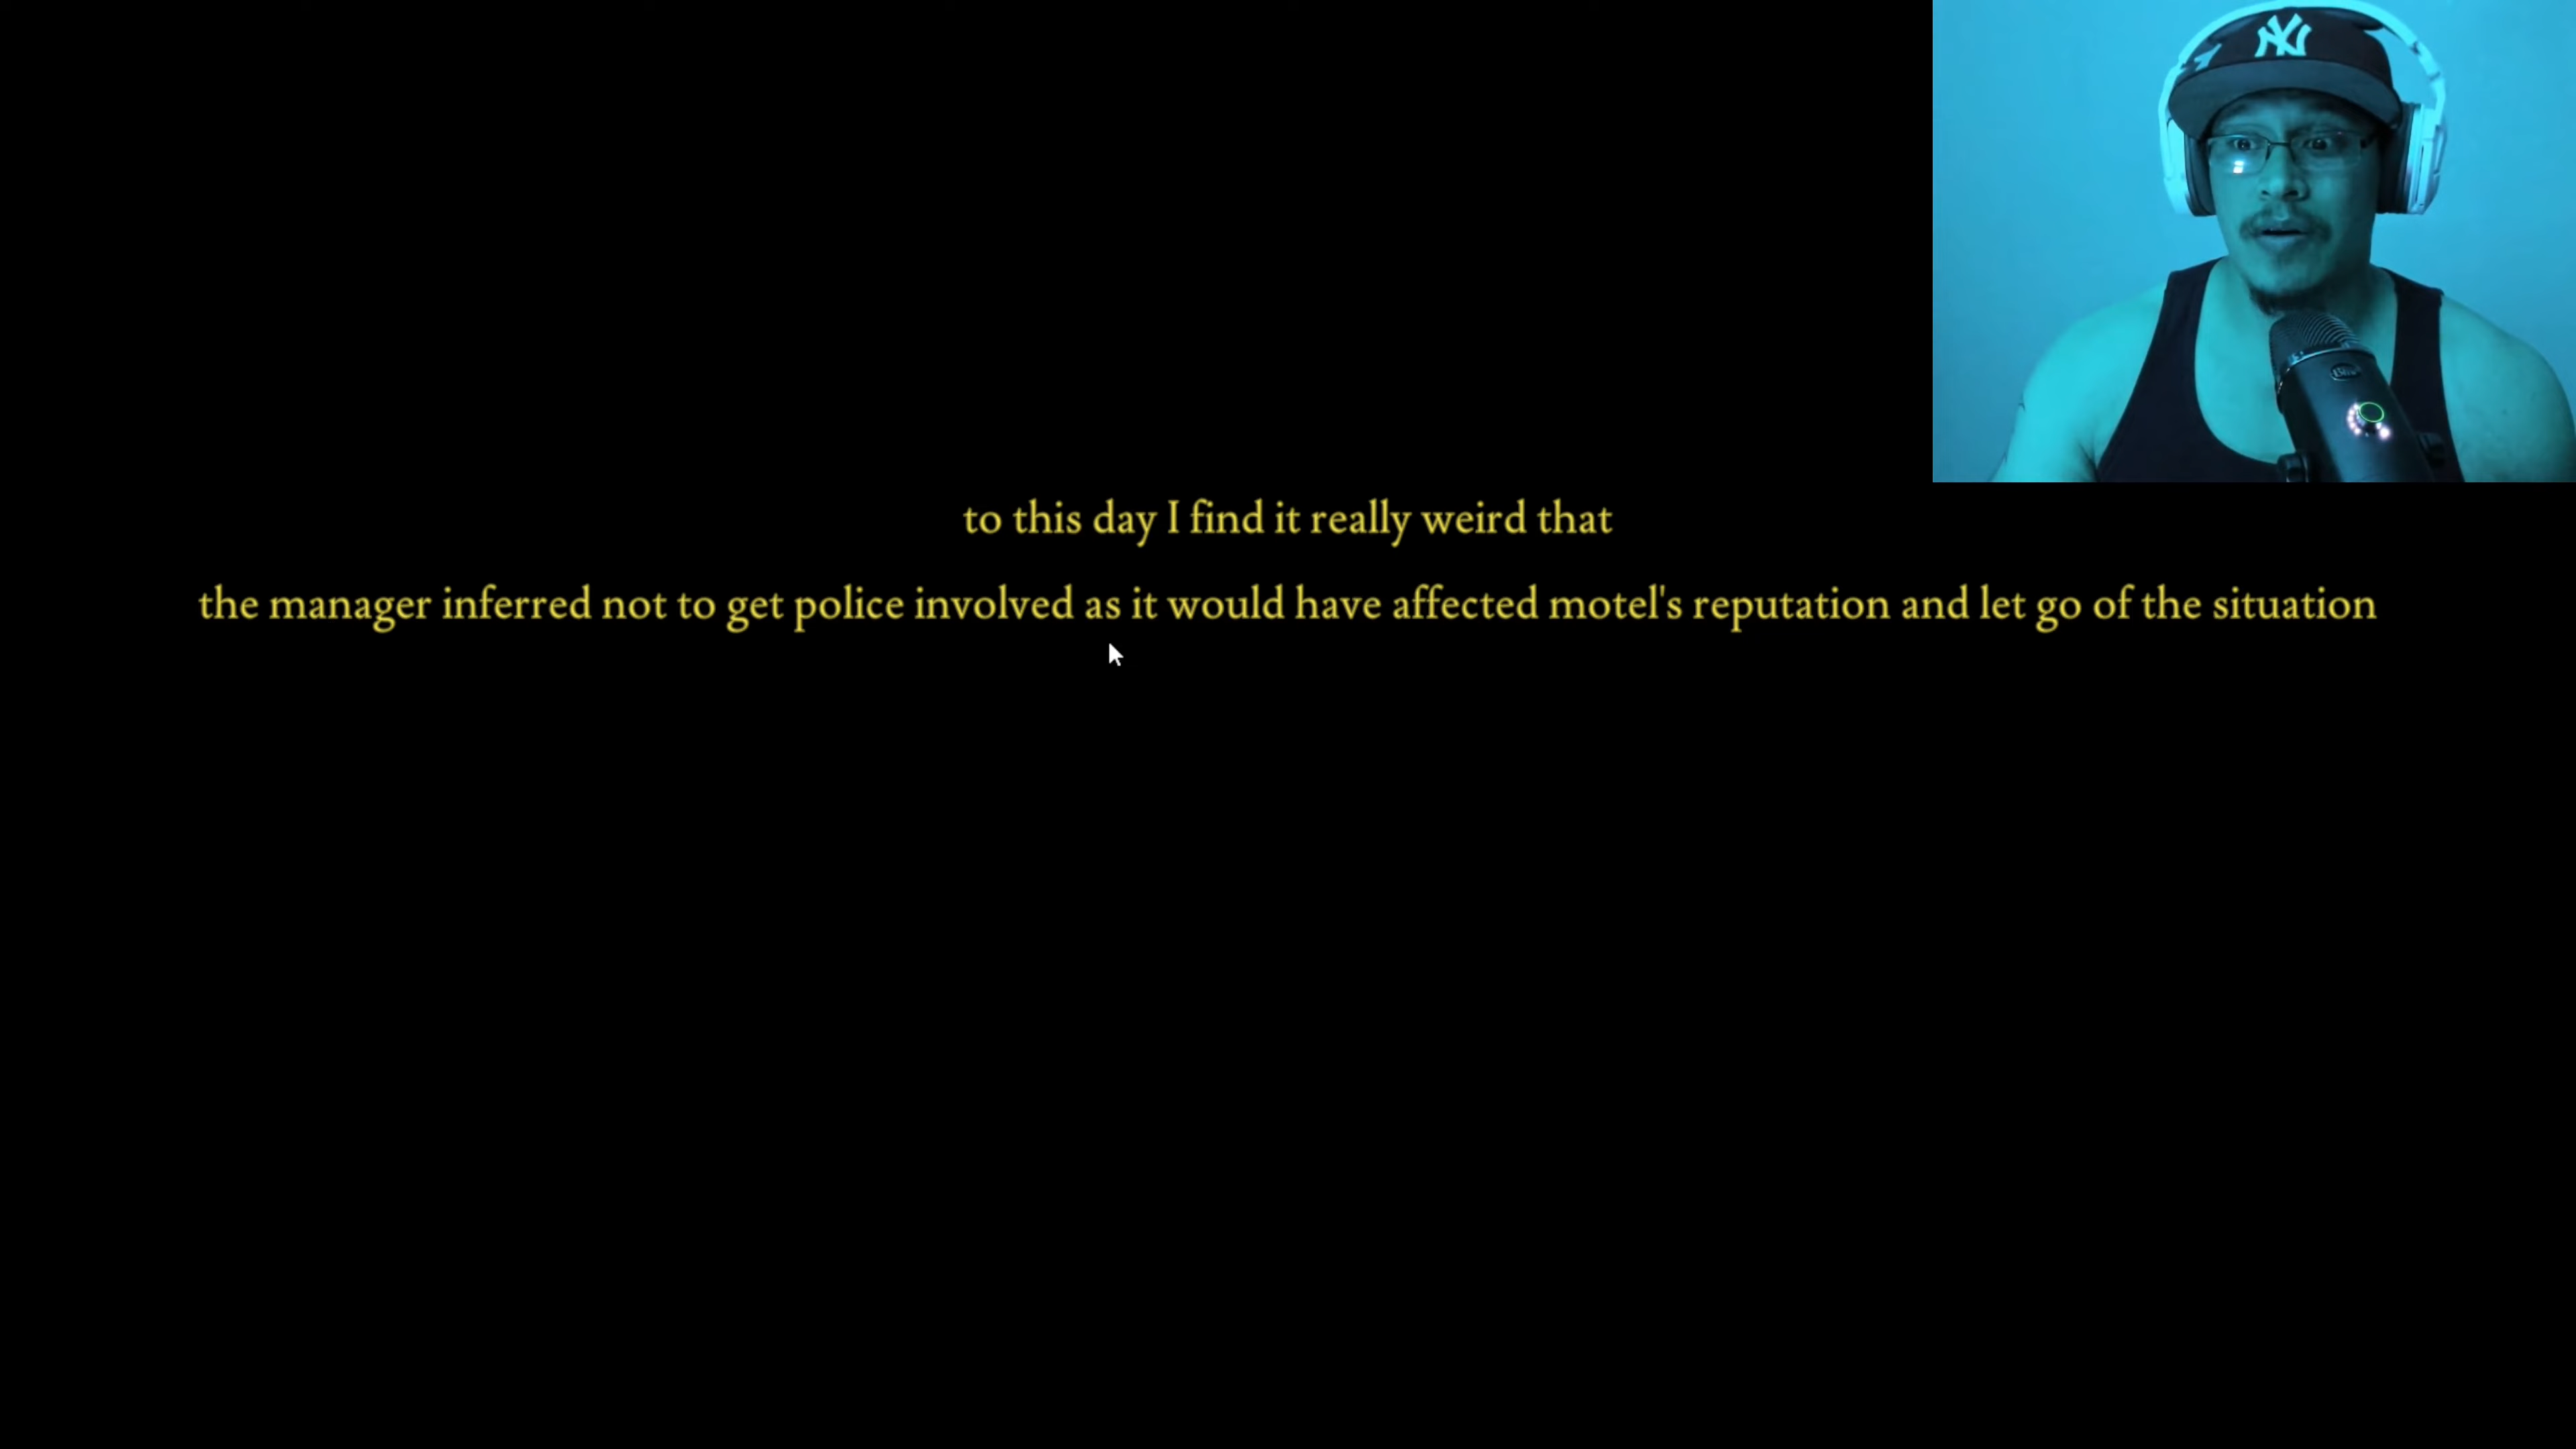 NY
to this day I find it really weird that
the manager inferred not to get police involved as it would have affected motel's reputation and let go of the situation